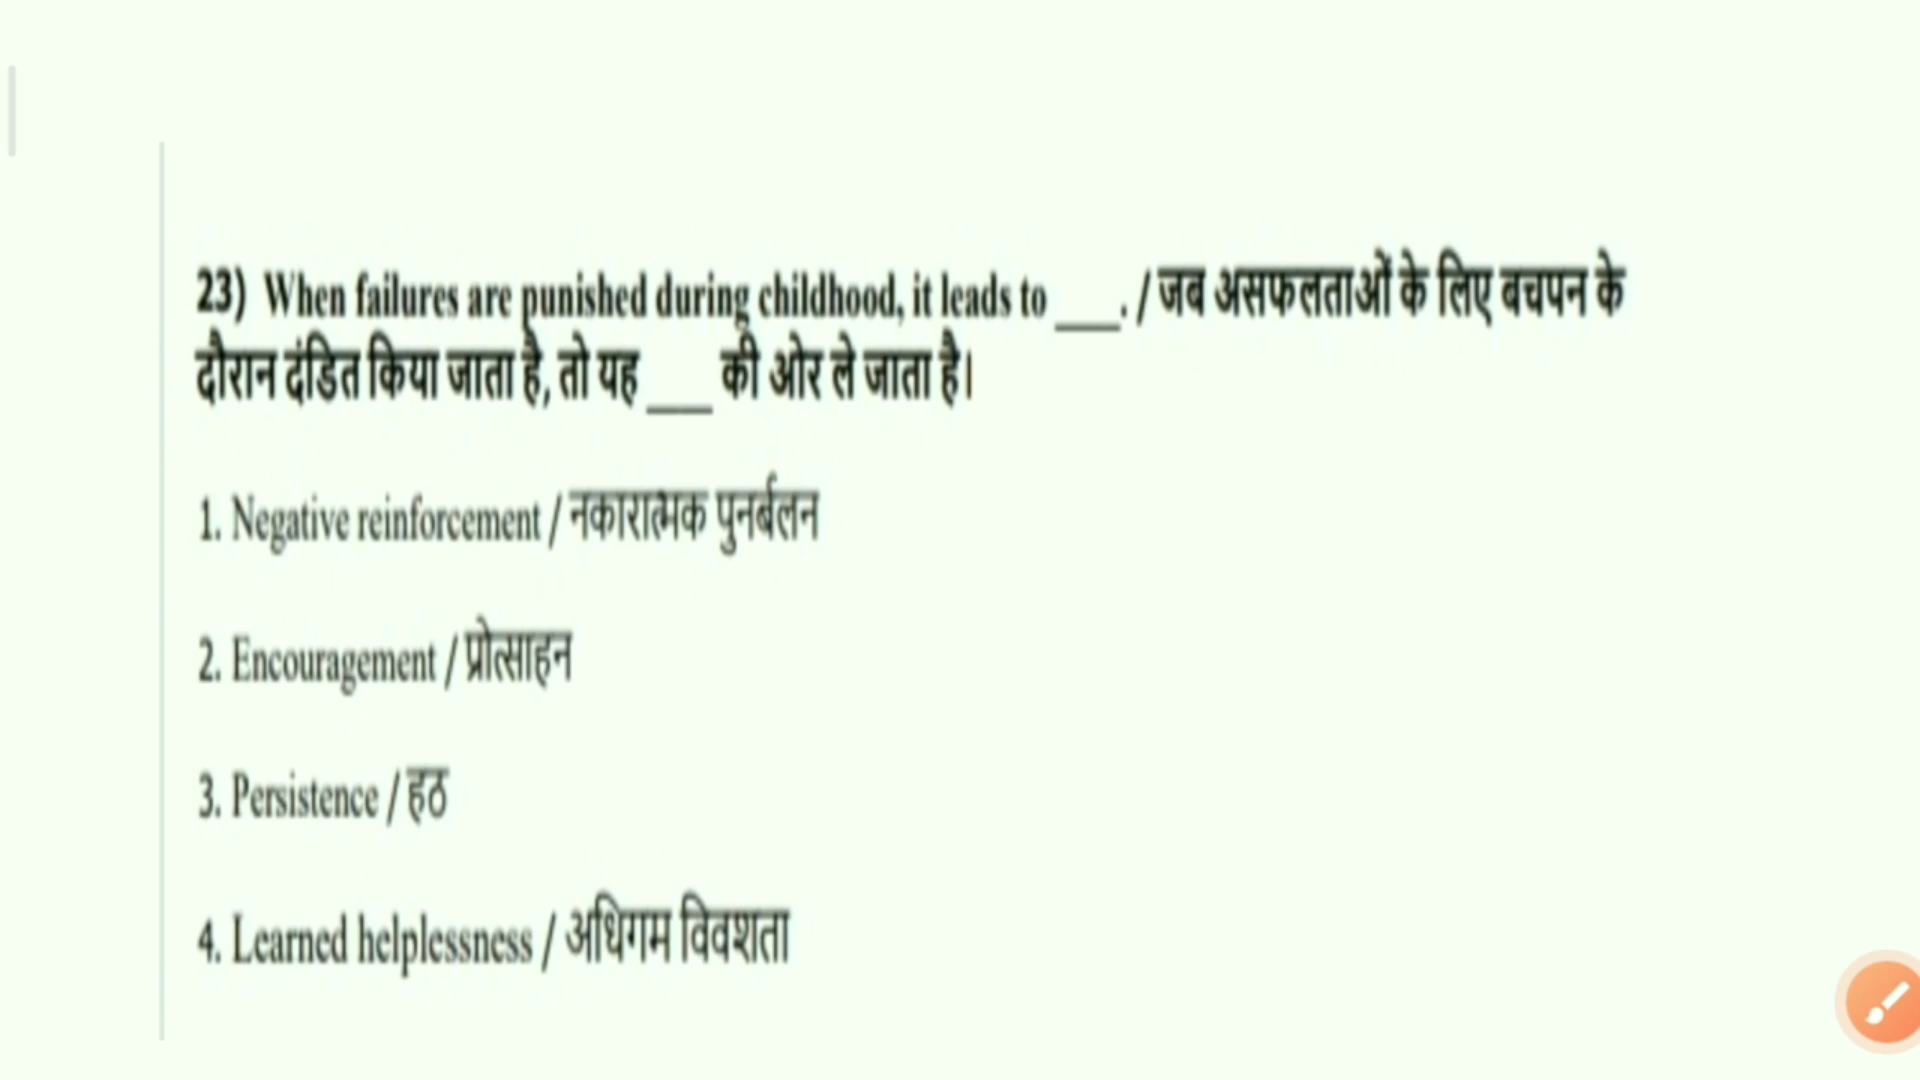 23) When failures are punished during childhood, it leads to ___. / जब असफलताओं के लिए बचपन के
दौरान दंडित किया जाता है, तो यह ___ की ओर ले जाता है।
1. Negative reinforcement / नकारात्मक पुनर्बलन
2. Encouragement / प्रोत्साहन
3. Persistence / हठ
4. Learned helplessness / अधिगम विवशता